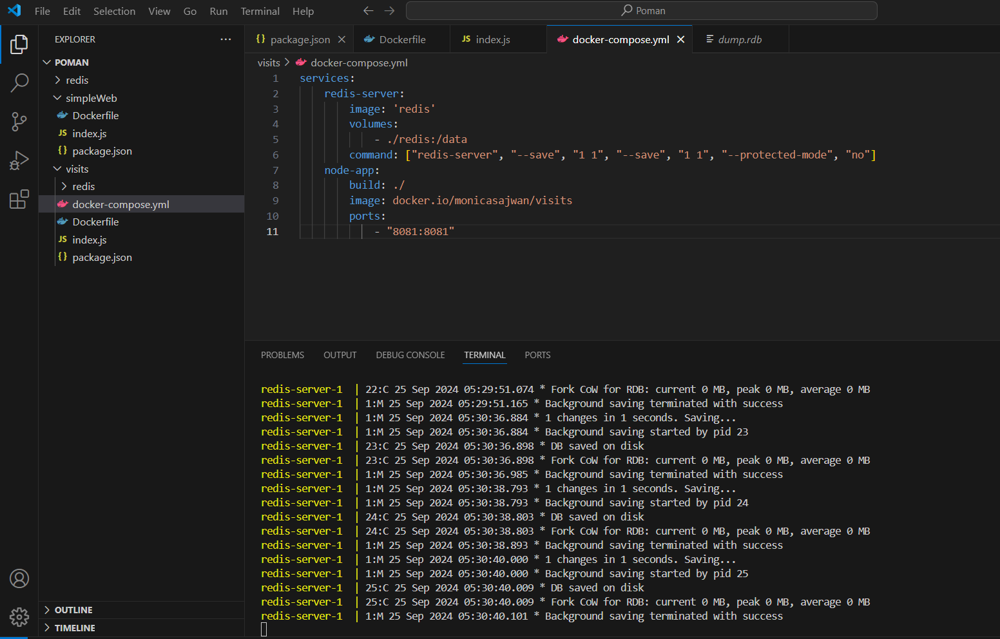 File Edit Selection View Go Run Terminal Help
Poman
EXPLORER
POMAN
redis
simpleWeb
Dockerfile
JS index.js
{} package.json
visits
redis
docker-compose.yml
Dockerfile
JS index.js
{} package.json
OUTLINE
TIMELINE
{} package.json
Dockerfile
JS index.js
docker-compose.yml
dump.rdb
visits > docker-compose.yml
1 services:
2 redis-server:
3 image: 'redis'
4 volumes:
5 - ./redis:/data
6 command: ["redis-server", "--save", "1 1", "--save", "1 1", "--protected-mode", "no"]
7 node-app:
8 build: ./
9 image: docker.io/monicasajwan/visits
10 ports:
11 - "8081:8081"
PROBLEMS OUTPUT DEBUG CONSOLE TERMINAL PORTS
redis-server-1 | 22:C 25 Sep 2024 05:29:51.074 * Fork CoW for RDB: current 0 MB, peak 0 MB, average 0 MB
redis-server-1 | 1:M 25 Sep 2024 05:29:51.165 * Background saving terminated with success
redis-server-1 | 1:M 25 Sep 2024 05:30:36.884 * 1 changes in 1 seconds. Saving...
redis-server-1 | 1:M 25 Sep 2024 05:30:36.884 * Background saving started by pid 23
redis-server-1 | 23:C 25 Sep 2024 05:30:36.898 * DB saved on disk
redis-server-1 | 23:C 25 Sep 2024 05:30:36.898 * Fork CoW for RDB: current 0 MB, peak 0 MB, average 0 MB
redis-server-1 | 1:M 25 Sep 2024 05:30:36.985 * Background saving terminated with success
redis-server-1 | 1:M 25 Sep 2024 05:30:38.793 * 1 changes in 1 seconds. Saving...
redis-server-1 | 1:M 25 Sep 2024 05:30:38.793 * Background saving started by pid 24
redis-server-1 | 24:C 25 Sep 2024 05:30:38.803 * DB saved on disk
redis-server-1 | 24:C 25 Sep 2024 05:30:38.803 * Fork CoW for RDB: current 0 MB, peak 0 MB, average 0 MB
redis-server-1 | 1:M 25 Sep 2024 05:30:38.893 * Background saving terminated with success
redis-server-1 | 1:M 25 Sep 2024 05:30:40.000 * 1 changes in 1 seconds. Saving...
redis-server-1 | 1:M 25 Sep 2024 05:30:40.000 * Background saving started by pid 25
redis-server-1 | 25:C 25 Sep 2024 05:30:40.009 * DB saved on disk
redis-server-1 | 25:C 25 Sep 2024 05:30:40.009 * Fork CoW for RDB: current 0 MB, peak 0 MB, average 0 MB
redis-server-1 | 1:M 25 Sep 2024 05:30:40.101 * Background saving terminated with success